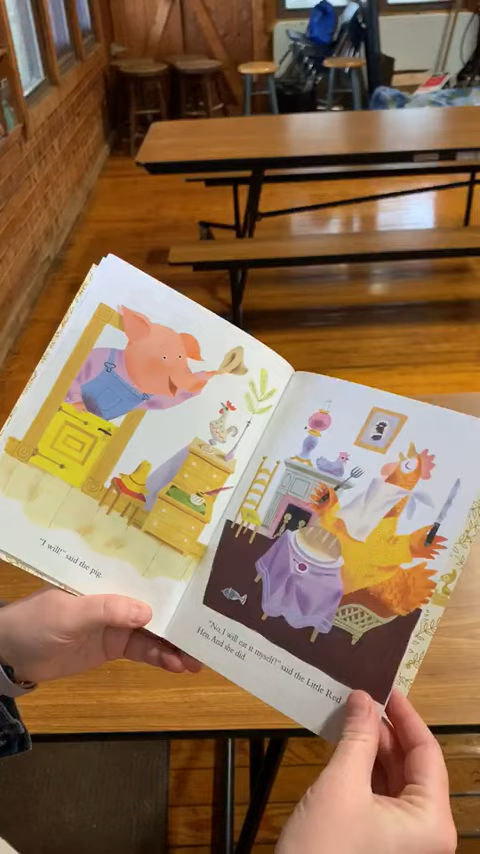 "I will!" said the pig.
"No, I will eat it myself!" said the Little Red
Hen. And she did.